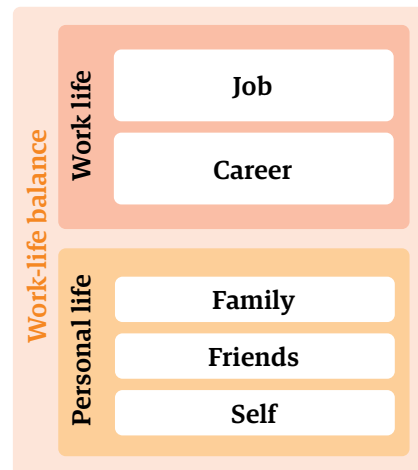 Work-life balance
Work life
Job
Career
Personal life
Family
Friends
Self